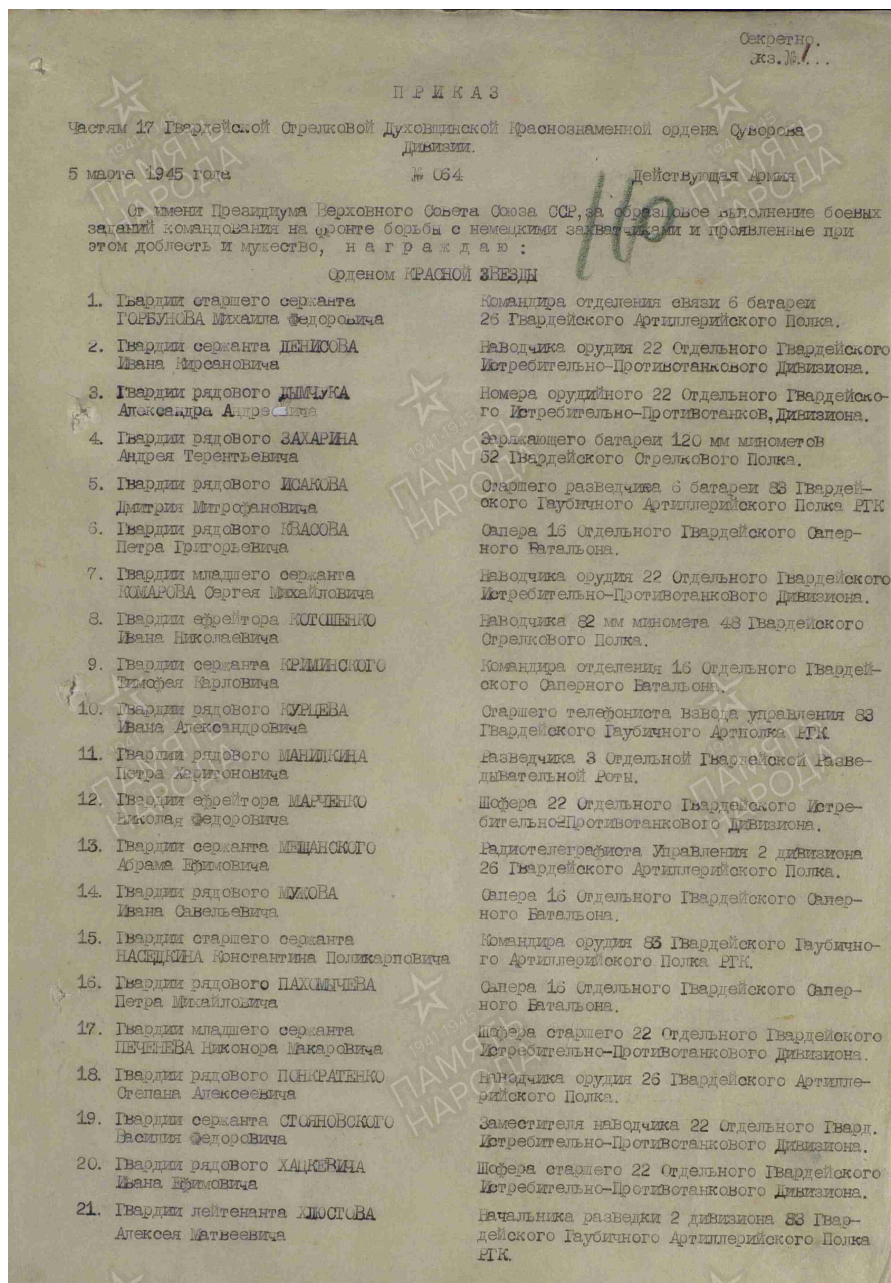 Секретно.
Экз.№ 1...
ПРИКАЗ
Частям 17 Гвардейской Стрелковой Духовщинской Краснознаменной ордена Суворова
Дивизии.
5 марта 1945 года № 064 Действующая Армия
От имени Президиума Верховного Совета Союза ССР,за образцовое выполнение боевых
заданий командования на фронте борьбы с немецкими захватчиками и проявленные при
этом доблесть и мужество, награждаю:
Орденом КРАСНОЙ ЗВЕЗДЫ
1. Гвардии старшего сержанта Командира отделения связи 6 батареи
ГОРБУНОВА Михаила Федоровича 26 Гвардейского Артиллерийского Полка.
2. Гвардии сержанта ДЕНИСОВА Наводчика орудия 22 Отдельного Гвардейского
Ивана Кирсановича Истребительно-Противотанкового Дивизиона.
3. Гвардии рядового ДЫМЧУКА Номера орудийного 22 Отдельного Гвардейско-
Александра Андреевича го Истребительно-Противотанков.Дивизиона.
4. Гвардии рядового ЗАХАРИНА Заряжающего батареи 120 мм минометов
Андрея Терентьевича 52 Гвардейского Стрелкового Полка.
5. Гвардии рядового ИСАКОВА Старшего разведчика 6 батареи 83 Гвардей-
Дмитрия Митрофановича ского Гаубичного Артиллерийского Полка РГК
6. Гвардии рядового КВАСОВА Сапера 16 Отдельного Гвардейского Сапер-
Петра Григорьевича ного Батальона.
7. Гвардии младшего сержанта Наводчика орудия 22 Отдельного Гвардейского
КОМАРОВА Сергея Михайловича Истребительно-Противотанкового Дивизиона.
8. Гвардии ефрейтора КОТОШЕНКО Наводчика 82 мм миномета 48 Гвардейского
Ивана Николаевича Стрелкового Полка.
9. Гвардии сержанта КРИМИНСКОГО Командира отделения 16 Отдельного Гвардей-
Тимофея Карловича ского Саперного Батальона.
10. Гвардии рядового КУРЦЕВА Старшего телефониста взвода управления 83
Ивана Александровича Гвардейского Гаубичного Артполка РГК.
11. Гвардии рядового МАНИЛКИНА Разведчика 3 Отдельной Гвардейской Разве-
Петра Харитоновича дывательной Роты.
12. Гвардии ефрейтора МАРЧЕНКО Шофера 22 Отдельного Гвардейского Истре-
Николая Федоровича бительно-Противотанкового Дивизиона.
13. Гвардии сержанта МЕЩАНСКОГО Радиотелеграфиста Управления 2 дивизиона
Абрама Ефимовича 26 Гвардейского Артиллерийского Полка.
14. Гвардии рядового МУХОВА Сапера 16 Отдельного Гвардейского Сапер-
Ивана Савельевича ного Батальона.
15. Гвардии старшего сержанта Командира орудия 83 Гвардейского Гаубично-
НАСЕДКИНА Константина Поликарповича го Артиллерийского Полка РГК.
16. Гвардии рядового ПАХОМЫЧЕВА Сапера 16 Отдельного Гвардейского Сапер-
Петра Михайловича ного Батальона.
17. Гвардии младшего сержанта Шофера старшего 22 Отдельного Гвардейского
ПЕЧЕНЕВА Никонора Макаровича Истребительно-Противотанкового Дивизиона.
18. Гвардии рядового ПОНКРАТЕНКО Наводчика орудия 26 Гвардейского Артилле-
Степана Алексеевича рийского Полка.
19. Гвардии сержанта СТОЯНОВСКОГО Заместителя наводчика 22 Отдельного Гвард.
Василия Федоровича Истребительно-Противотанкового Дивизиона.
20. Гвардии рядового ХАЦКЕВИЧА Шофера старшего 22 Отдельного Гвардейского
Ивана Ефимовича Истребительно-Противотанкового Дивизиона.
21. Гвардии лейтенанта ХЛЮСТОВА Начальника разведки 2 дивизиона 83 Гвар-
Алексея Матвеевича дейского Гаубичного Артиллерийского Полка
РГК.